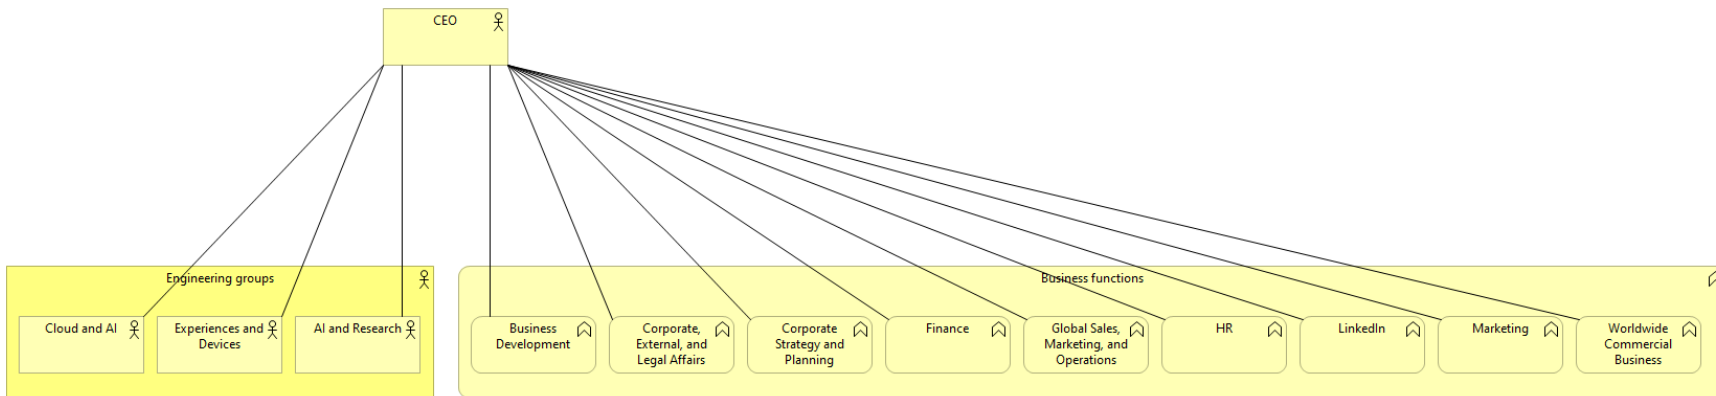 CEO
Engineering groups
Business functions
Cloud and AI
Experiences and
Devices
AI and Research
Business
Development
Corporate,
External, and
Legal Affairs
Corporate
Strategy and
Planning
Finance
Global Sales,
Marketing, and
Operations
HR
LinkedIn
Marketing
Worldwide
Commercial
Business